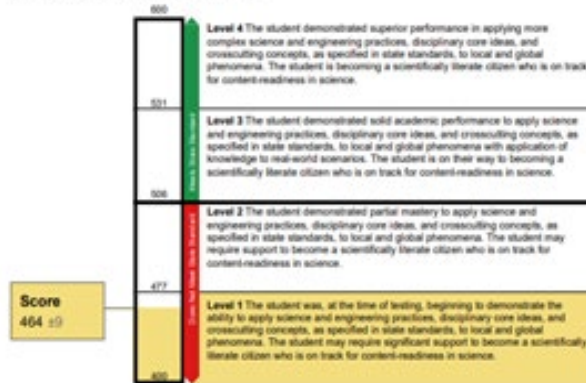 600
Level 4 The student demonstrated superior performance in applying more
complex science and engineering practices, disciplinary core ideas, and
crosscutting concepts, as specified in state standards, to local and global
phenomena. The student is becoming a scientifically literate citizen who is on track
for content-readiness in science.
531
Level 3 The student demonstrated solid academic performance to apply science
and engineering practices, disciplinary core ideas, and crosscutting concepts, as
specified in state standards, to local and global phenomena with application of
knowledge to real-world scenarios. The student is on their way to becoming a
scientifically literate citizen who is on track for content-readiness in science.
Meets State Standard
506
Level 2 The student demonstrated partial mastery to apply science and
engineering practices, disciplinary core ideas, and crosscutting concepts, as
specified in state standards, to local and global phenomena. The student may
require support to become a scientifically literate citizen who is on track for
content-readiness in science.
Does Not Meet State Standard
477
Score
464 ±9
Level 1 The student was, at the time of testing, beginning to demonstrate the
ability to apply science and engineering practices, disciplinary core ideas, and
crosscutting concepts, as specified in state standards, to local and global
phenomena. The student may require significant support to become a scientifically
literate citizen who is on track for content-readiness in science.
400